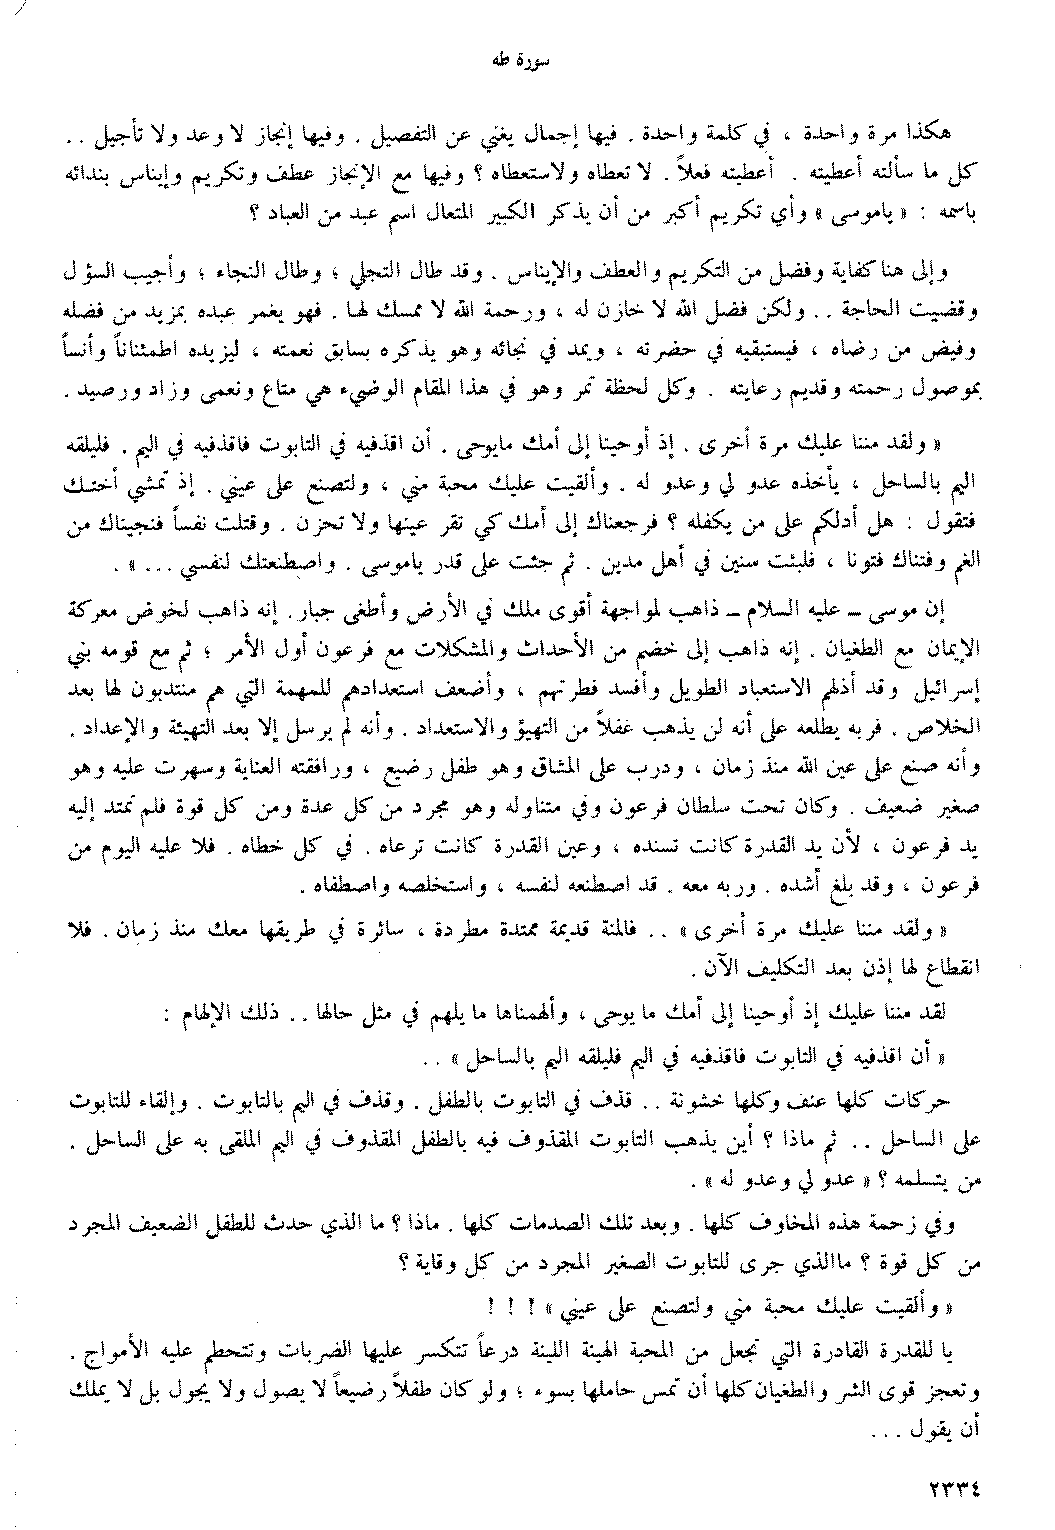 سورة طه
هكذا مرة واحدة ، في كلمة واحدة . فيها إجمال يغني عن التفصيل . وفيها إنجاز لا وعد ولا تأجيل . .
كل ما سألته أعطيته . أعطيته فعلاً . لا تعطاه ولاستعطاه ؟ وفيها مع الإنجاز عطف وتكريم وإيناس بندائه
باسمه : « ياموسى » وأي تكريم أكبر من أن يذكر الكبير المتعال اسم عبد من العباد ؟
وإلى هنا كفاية وفضل من التكريم والعطف والإيناس . وقد طال التجلي ؛ وطال النجاء ؛ وأجيب السؤل
وقضيت الحاجة . . ولكن فضل الله لا خازن له ، ورحمة الله لا ممسك لها . فهو يغمر عبده بمزيد من فضله
وفيض من رضاه ، فيستبقيه في حضرته ، ويمد في نجائه وهو يذكره بسابق نعمته ، ليزيده اطمئناناً وأنساً
بموصول رحمته وقديم رعايته . وكل لحظة تمر وهو في هذا المقام الوضيء هي متاع ونعمى وزاد ورصيد .
« ولقد مننا عليك مرة أخرى . إذ أوحينا إلى أمك مايوحى . أن اقذفيه في التابوت فاقذفيه في اليم . فليلقه
اليم بالساحل ، يأخذه عدو لي وعدو له . وألقيت عليك محبة مني ، ولتصنع على عيني . إذ تمشي أختك
فتقول : هل أدلكم على من يكفله ؟ فرجعناك إلى أمك كي تقر عينها ولا تحزن . وقتلت نفساً فنجيناك من
الغم وفتناك فتونا ، فلبثت سنين في أهل مدين . ثم جئت على قدر ياموسى . واصطنعتك لنفسي ... » .
إن موسى – عليه السلام – ذاهب لمواجهة أقوى ملك في الأرض وأطغى جبار . إنه ذاهب لخوض معركة
الإيمان مع الطغيان . إنه ذاهب إلى خضم من الأحداث والمشكلات مع فرعون أول الأمر ؛ ثم مع قومه بني
إسرائيل وقد أذلهم الاستعباد الطويل وأفسد فطرتهم ، وأضعف استعدادهم للمهمة التي هم منتدبون لها بعد
الخلاص . فربه يطلعه على أنه لن يذهب غفلاً من التهيؤ والاستعداد . وأنه لم يرسل إلا بعد التهيئة والإعداد .
وأنه صنع على عين الله منذ زمان ، ودرب على المشاق وهو طفل رضيع ، ورافقته العناية وسهرت عليه وهو
صغير ضعيف . وكان تحت سلطان فرعون وفي متناوله وهو مجرد من كل عدة ومن كل قوة فلم تمتد إليه
يد فرعون ، لأن يد القدرة كانت تسنده ، وعين القدرة كانت ترعاه . في كل خطاه . فلا عليه اليوم من
فرعون ، وقد بلغ أشده . وربه معه . قد اصطنعه لنفسه ، واستخلصه واصطفاه .
« ولقد مننا عليك مرة أخرى » . . فالمنة قديمة ممتدة مطردة ، سائرة في طريقها معك منذ زمان . فلا
انقطاع لها إذن بعد التكليف الآن .
لقد مننا عليك إذ أوحينا إلى أمك ما يوحى ، وألهمناها ما يلهم في مثل حالها . . ذلك الإلهام :
« أن اقذفيه في التابوت فاقذفيه في اليم فليلقه اليم بالساحل » . .
حركات كلها عنف وكلها خشونة . . قذف في التابوت بالطفل . وقذف في اليم بالتابوت . وإلقاء للتابوت
على الساحل . . ثم ماذا ؟ أين يذهب التابوت المقذوف فيه بالطفل المقذوف في اليم الملقى به على الساحل .
من يتسلمه ؟ « عدو لي وعدو له » .
وفي زحمة هذه المخاوف كلها . وبعد تلك الصدمات كلها . ماذا ؟ ما الذي حدث للطفل الضعيف المجرد
من كل قوة ؟ ماالذي جرى للتابوت الصغير المجرد من كل وقاية ؟
« وألقيت عليك محبة مني ولتصنع على عيني » ! ! !
يا للقدرة القادرة التي تجعل من المحبة الهينة اللينة درعاً تتكسر عليها الضربات وتتحطم عليه الأمواج .
وتعجز قوى الشر والطغيان كلها أن تمس حاملها بسوء ؛ ولو كان طفلاً رضيعاً لا يصول ولا يجول بل لا يملك
أن يقول ...
٢٣٣٤